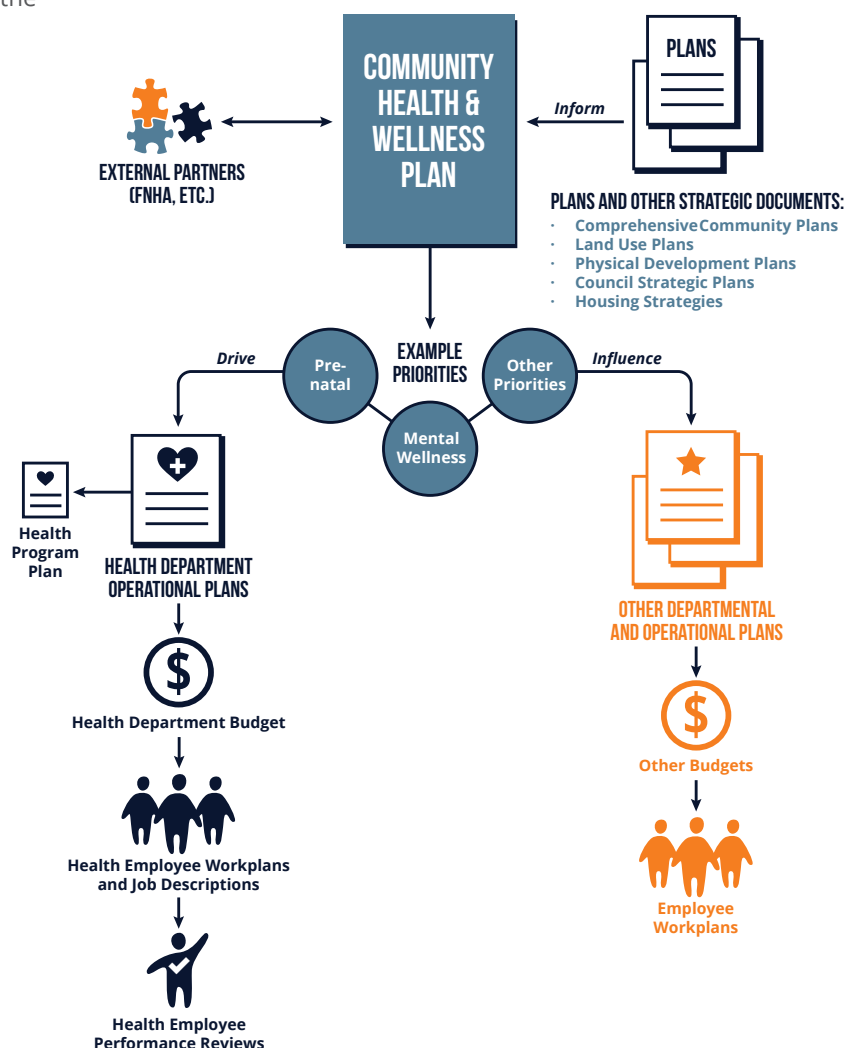 the
COMMUNITY
HEALTH &
WELLNESS
PLAN
PLANS
Inform
EXTERNAL PARTNERS
(FNHA, ETC.)
PLANS AND OTHER STRATEGIC DOCUMENTS:
· ComprehensiveCommunity Plans
· Land Use Plans
· Physical Development Plans
· Council Strategic Plans
· Housing Strategies
EXAMPLE
PRIORITIES
Drive
Pre-
natal
Mental
Wellness
Other
Priorities
Influence
Health
Program
Plan
HEALTH DEPARTMENT
OPERATIONAL PLANS
$
Health Department Budget
Health Employee Workplans
and Job Descriptions
Health Employee
Performance Reviews
OTHER DEPARTMENTAL
AND OPERATIONAL PLANS
$
Other Budgets
Employee
Workplans